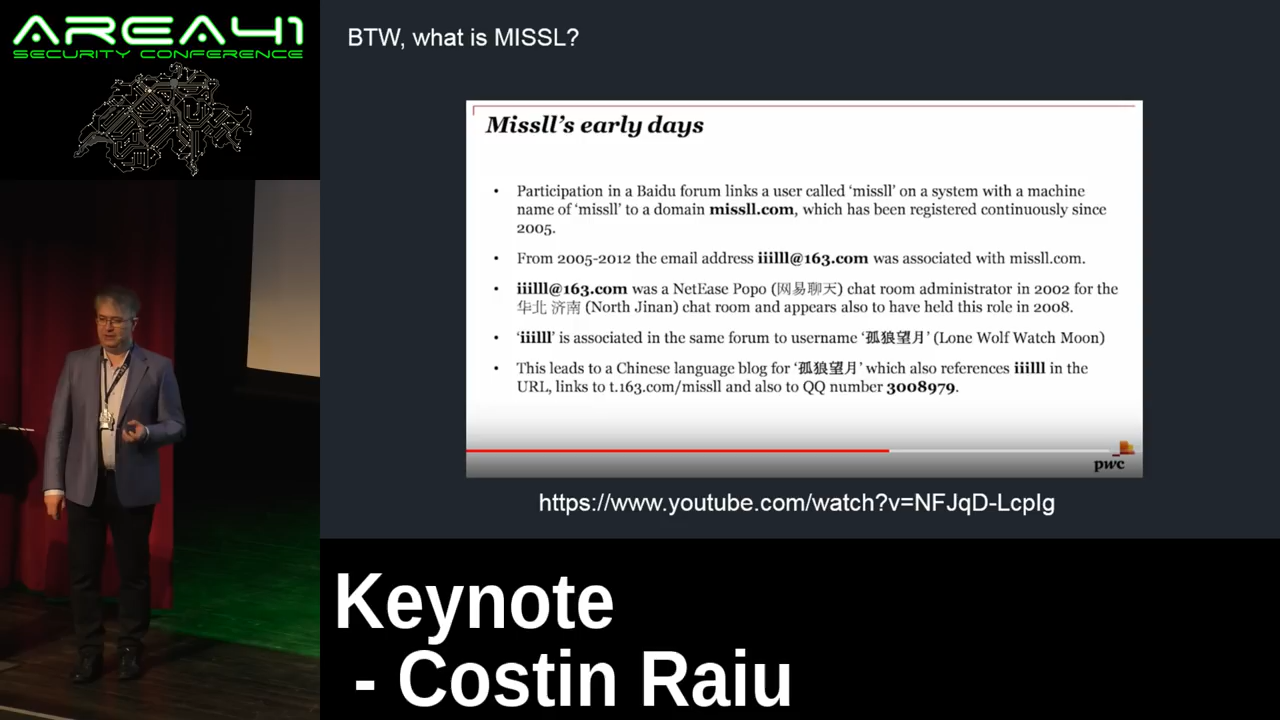 AREA41
SECURITY CONFERENCE
BTW, what is MISSL?
Missll's early days
• Participation in a Baidu forum links a user called 'missll' on a system with a machine
name of 'missll' to a domain missll.com, which has been registered continuously since
2005.
• From 2005-2012 the email address iiilll@163.com was associated with missll.com.
• iiilll@163.com was a NetEase Popo (网易聊天) chat room administrator in 2002 for the
华北 济南 (North Jinan) chat room and appears also to have held this role in 2008.
• 'iiilll' is associated in the same forum to username '孤狼望月' (Lone Wolf Watch Moon)
• This leads to a Chinese language blog for '孤狼望月' which also references iiilll in the
URL, links to t.163.com/missll and also to QQ number 3008979.
pwc
https://www.youtube.com/watch?v=NFJqD-LcpIg
Keynote
- Costin Raiu